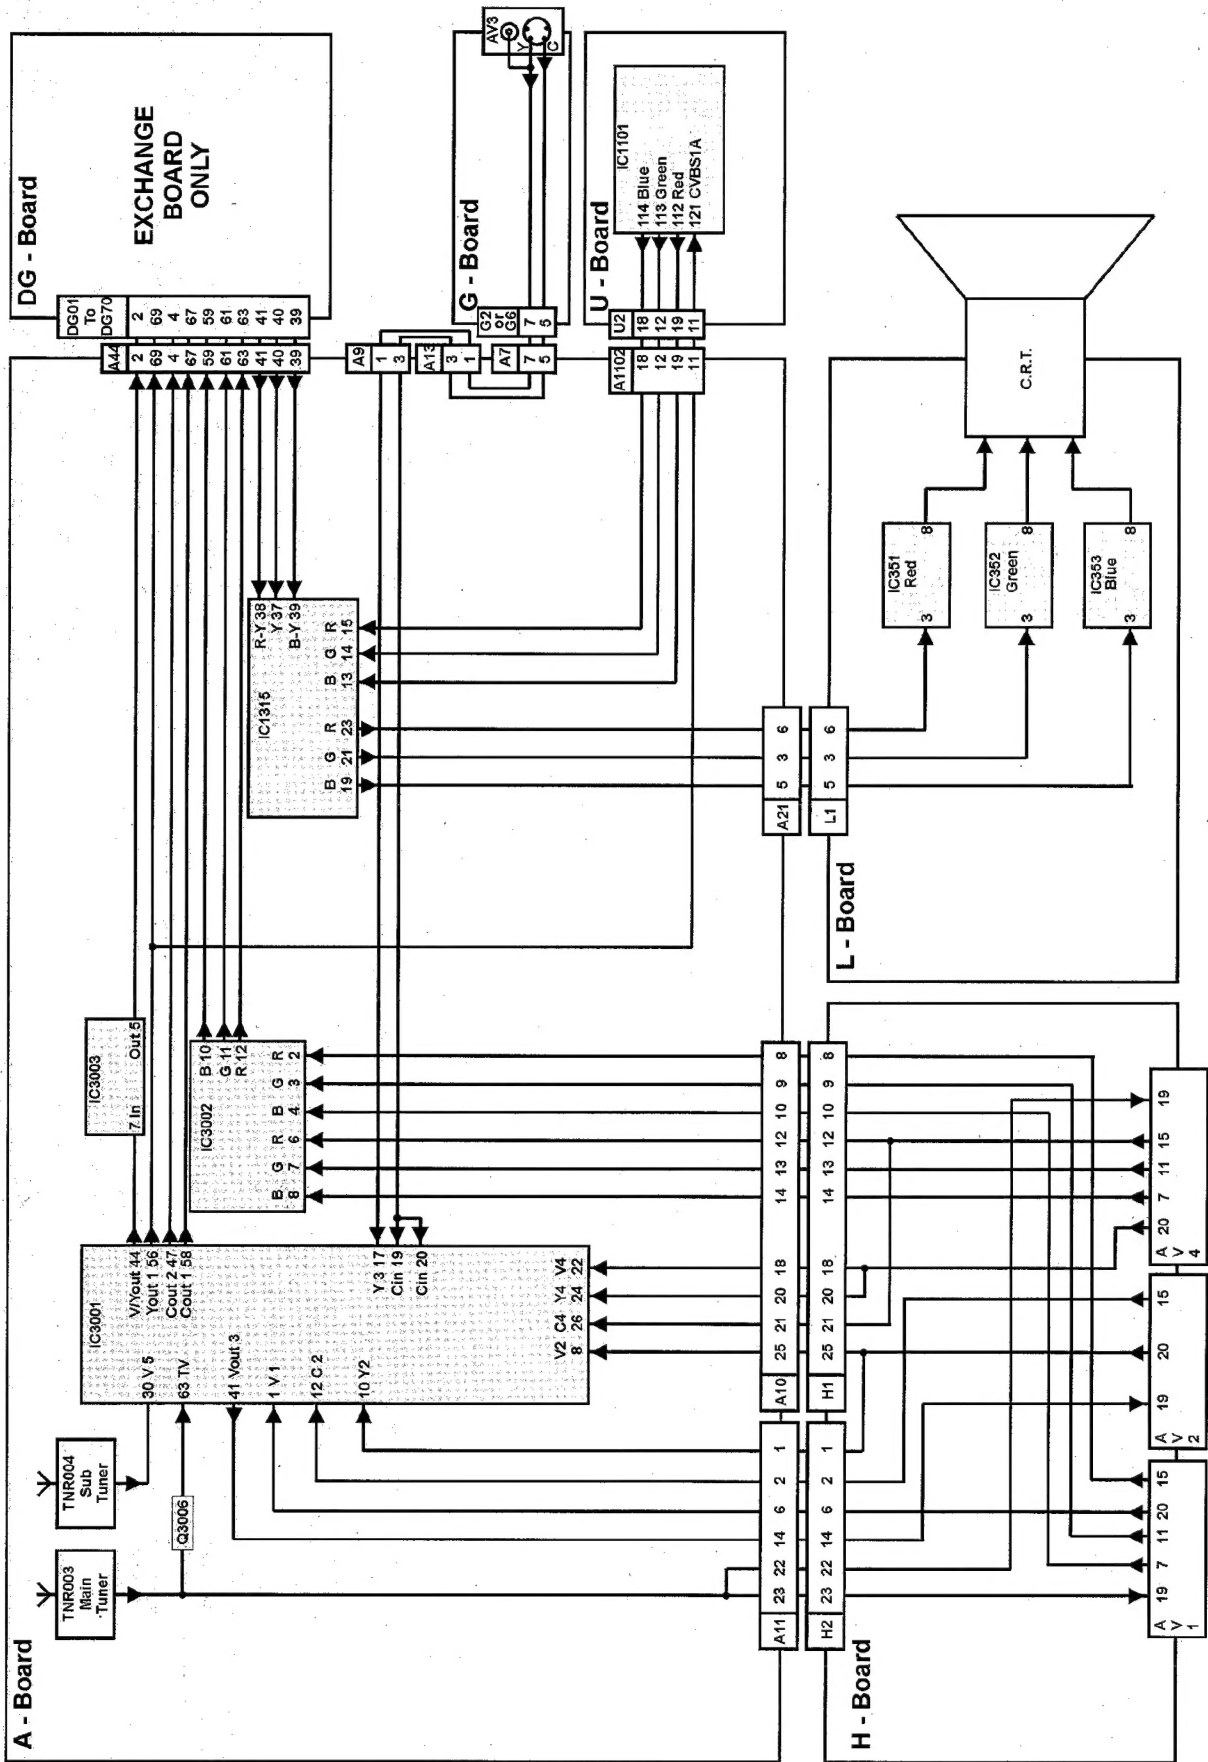 A - Board
TNR003
Main
Tuner
TNR004
Sub
Tuner
Q3006
IC3001
30 V 5
63 TV
41 Vout 3
1 V 1
12 C 2
10 Y2
V/Yout 44
Yout 1 56
Cout 2 47
Cout 1 58
Y 3 17
Cin 19
Cin 20
V2 C4 Y4 V4
8 26 24 22
IC3003
7 In
Out 5
IC3002
B 10
G 11
R 12
B G R B G R
8 7 6 4 3 2
IC1315
R-Y 38
Y 37
B-Y 39
B G R B G R
19 21 23 13 14 15
A44
2
69
4
67
59
61
63
41
40
39
DG - Board
DG01
To
DG70
2
69
4
67
59
61
63
41
40
39
EXCHANGE
BOARD
ONLY
A9
1
3
A13
3
1
A7
7
5
G - Board
G2
or
G6
7
5
AV3
Y
C
A1102
18
12
19
11
U - Board
U2
18
12
19
11
IC1101
114 Blue
113 Green
112 Red
121 CVBS1A
A11 23 22 14 6 2 1
A10 25 21 20 18 14 13 12 10 9 8
A21 5 3 6
H2 23 22 14 6 2 1
H1 25 21 20 18 14 13 12 10 9 8
L1 5 3 6
H - Board
19 7 11 20 15
A
V
1
19 20 15
A
V
2
20 7 11 15 19
A
V
4
L - Board
IC351
Red
3 8
IC352
Green
3 8
IC353
Blue
3 8
C.R.T.